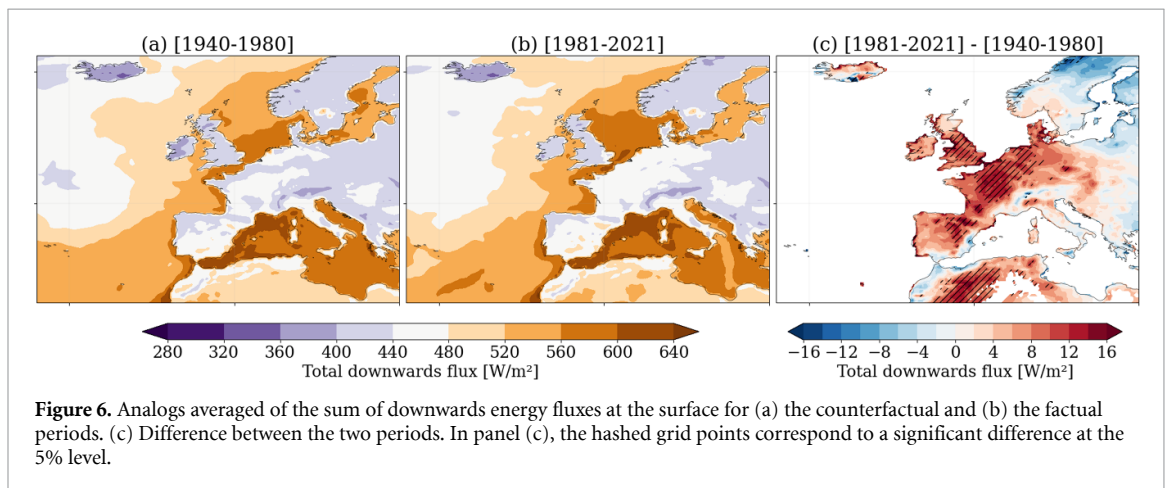 (a) [1940-1980]
(b) [1981-2021]
(c) [1981-2021] - [1940-1980]
280 320 360 400 440 480 520 560 600 640
Total downwards flux [W/m²]
−16 −12 −8 −4 0 4 8 12 16
Total downwards flux [W/m²]
Figure 6. Analogs averaged of the sum of downwards energy fluxes at the surface for (a) the counterfactual and (b) the factual
periods. (c) Difference between the two periods. In panel (c), the hashed grid points correspond to a significant difference at the
5% level.